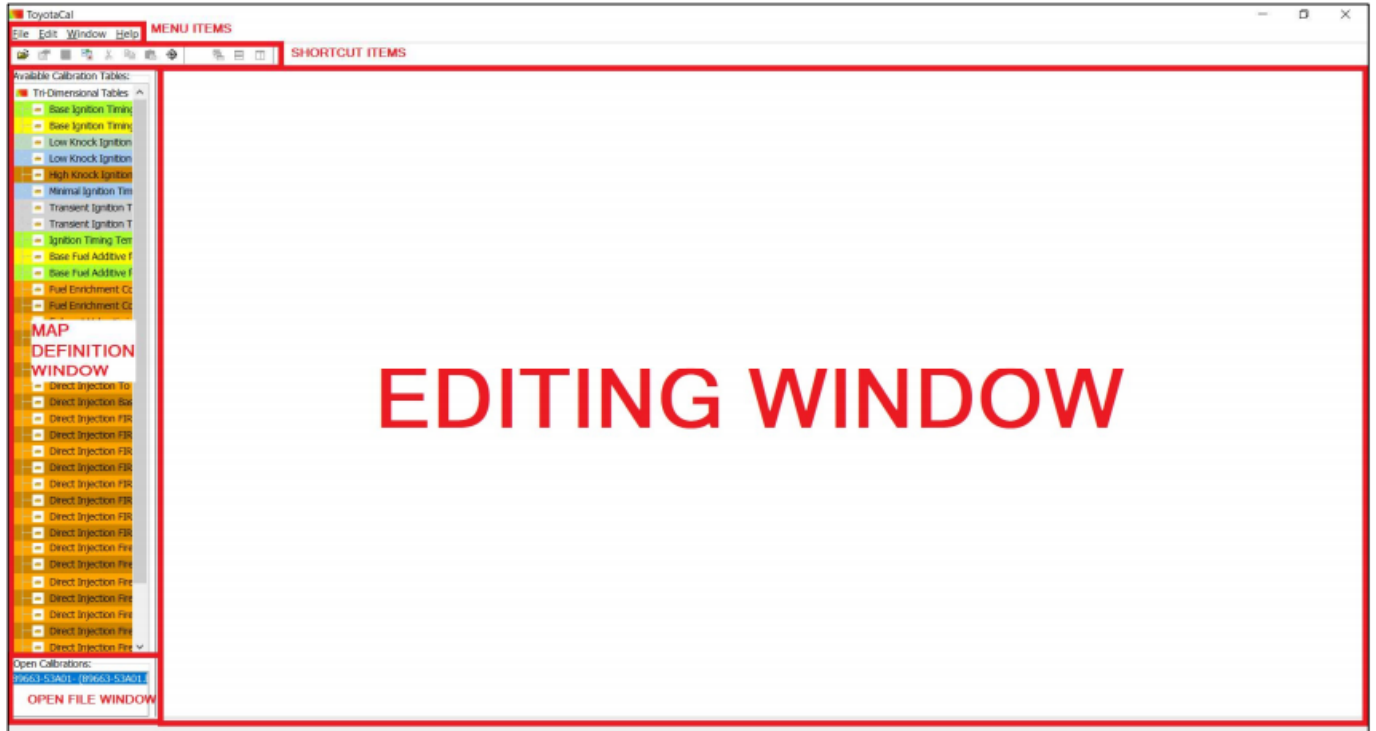 ToyotaCal
File Edit Window Help
MENU ITEMS
SHORTCUT ITEMS
Available Calibration Tables:
Tri-Dimensional Tables
Base Ignition Timing
Base Ignition Timing
Low Knock Ignition
Low Knock Ignition
High Knock Ignition
Minimal Ignition Tim
Transient Ignition T
Transient Ignition T
Ignition Timing Tem
Base Fuel Additive F
Base Fuel Additive F
Fuel Enrichment Co
Fuel Enrichment Co
MAP
DEFINITION
WINDOW
Direct Injection To
Direct Injection Bas
Direct Injection FIR
Direct Injection FIR
Direct Injection FIR
Direct Injection FIR
Direct Injection FIR
Direct Injection FIR
Direct Injection FIR
Direct Injection FIR
Direct Injection Fire
Direct Injection Fire
Direct Injection Fire
Direct Injection Fire
Direct Injection Fire
Direct Injection Fire
Direct Injection Fire
EDITING WINDOW
Open Calibrations:
89663-53A01- (89663-53A01.
OPEN FILE WINDOW